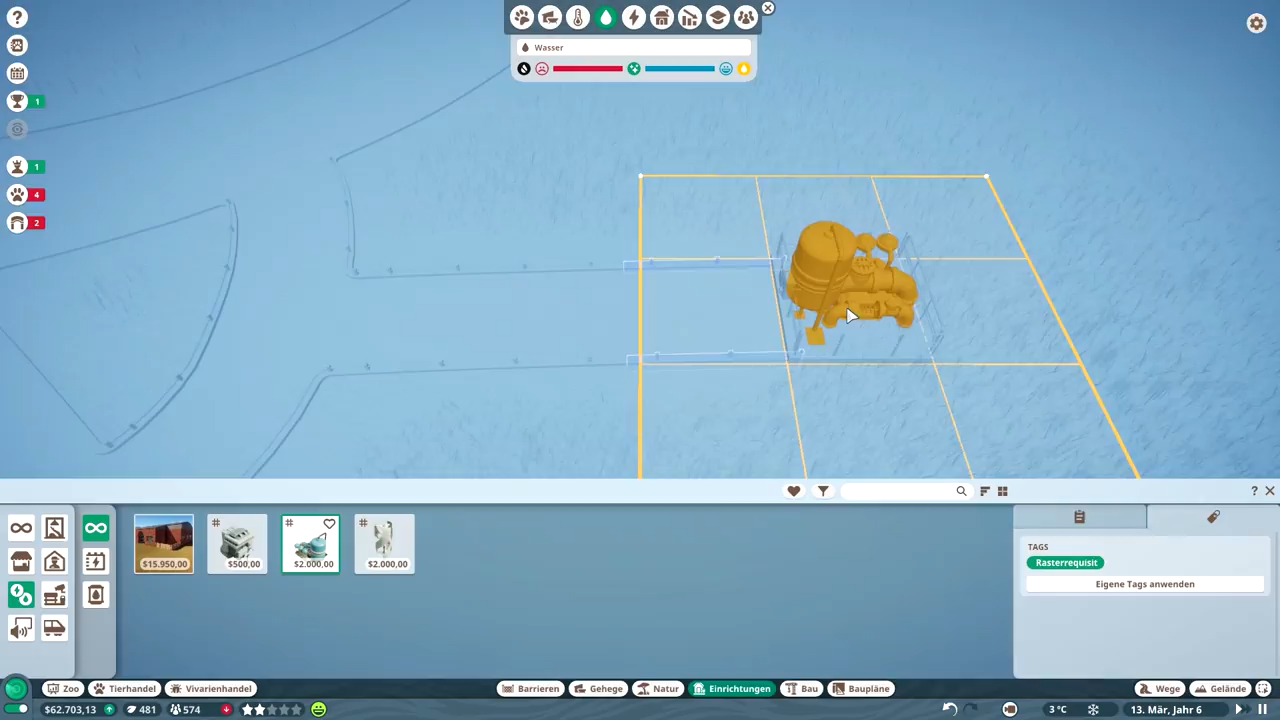 ?
Wasser
1
1
4
2
?
$15.950,00
# $500,00
# $2.000,00
# $2.000,00
TAGS
Rasterrequisit
Eigene Tags anwenden
Zoo Tierhandel Vivarienhandel Barrieren Gehege Natur Einrichtungen Bau Baupläne Wege Gelände
$62.703,13 481 574 3 °C 13. Mär, Jahr 6